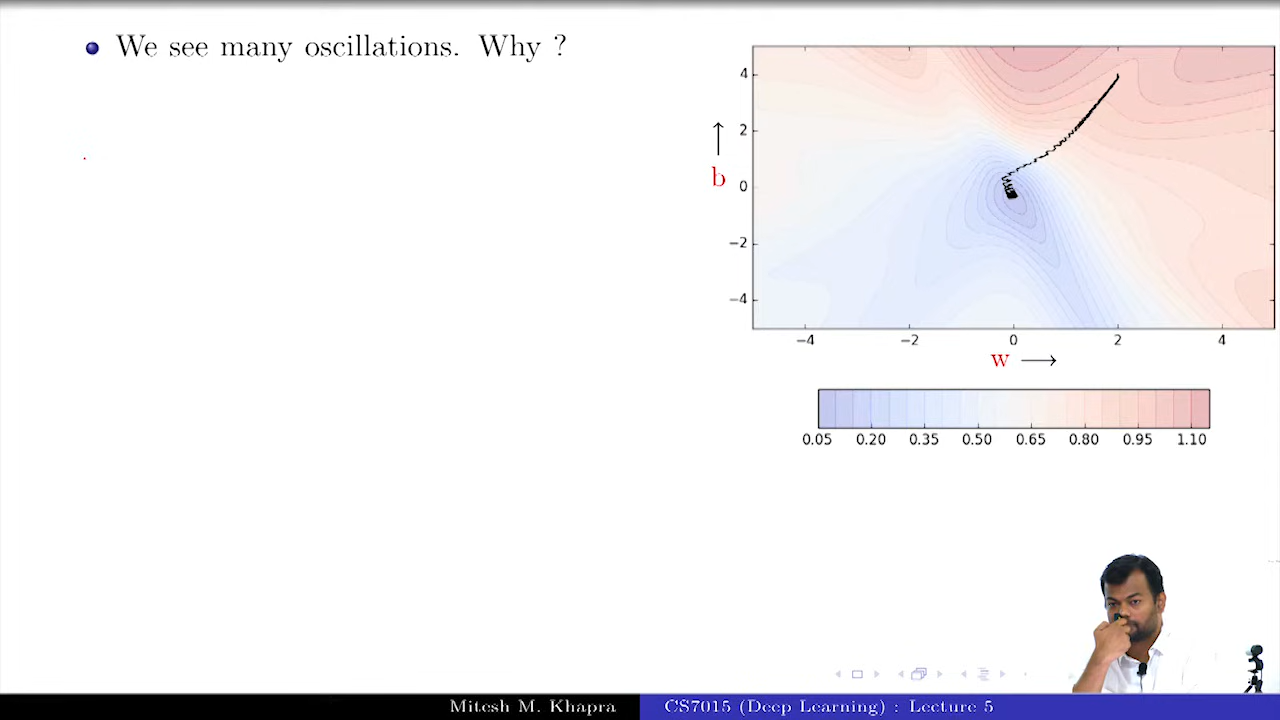 We see many oscillations. Why ?
4
2
b
0
−2
−4
−4 −2 0 2 4
w
0.05 0.20 0.35 0.50 0.65 0.80 0.95 1.10
Mitesh M. Khapra CS7015 (Deep Learning) : Lecture 5